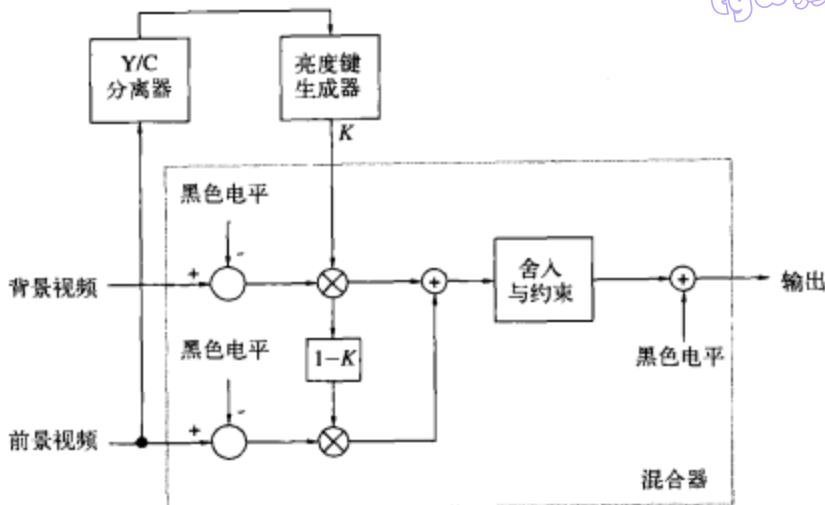 Y/C
分离器
亮度键
生成器
K
黑色电平
-
背景视频
+
+
舍入
与约束
+
输出
黑色电平
1-K
黑色电平
-
前景视频
+
混合器